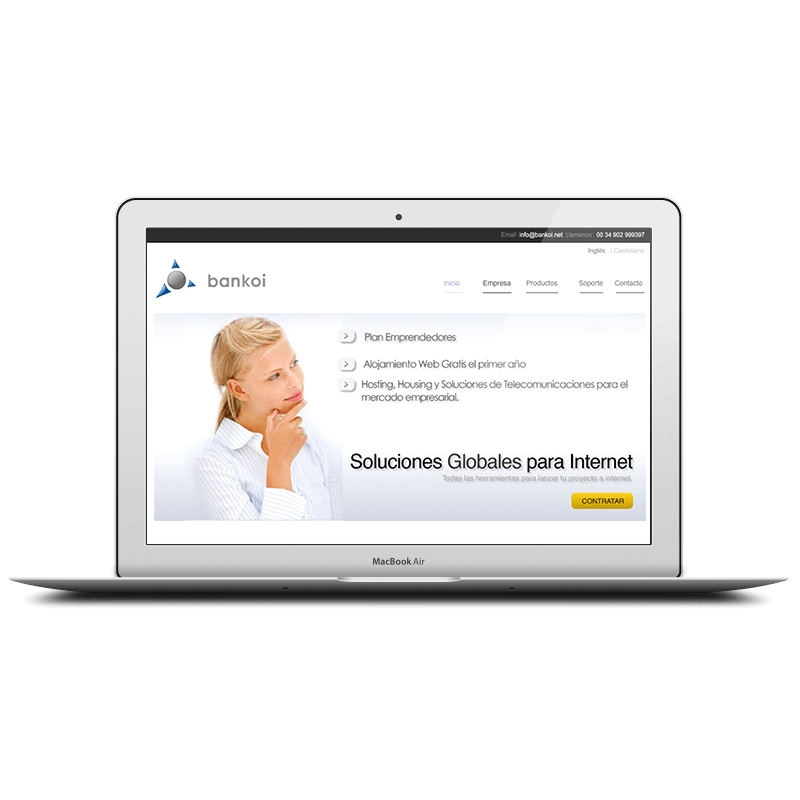 Email info@bankoi.net Llamanos: 00 34 902 999397
Inglés | Castellano
bankoi
Inicio Empresa Productos Soporte Contacto
Plan Emprendedores
Alojamiento Web Gratis el primer año
Hosting, Housing y Soluciones de Telecomunicaciones para el
mercado empresarial.
Soluciones Globales para Internet
Todas las herramientas para lanzar tu proyecto a internet.
CONTRATAR
MacBook Air